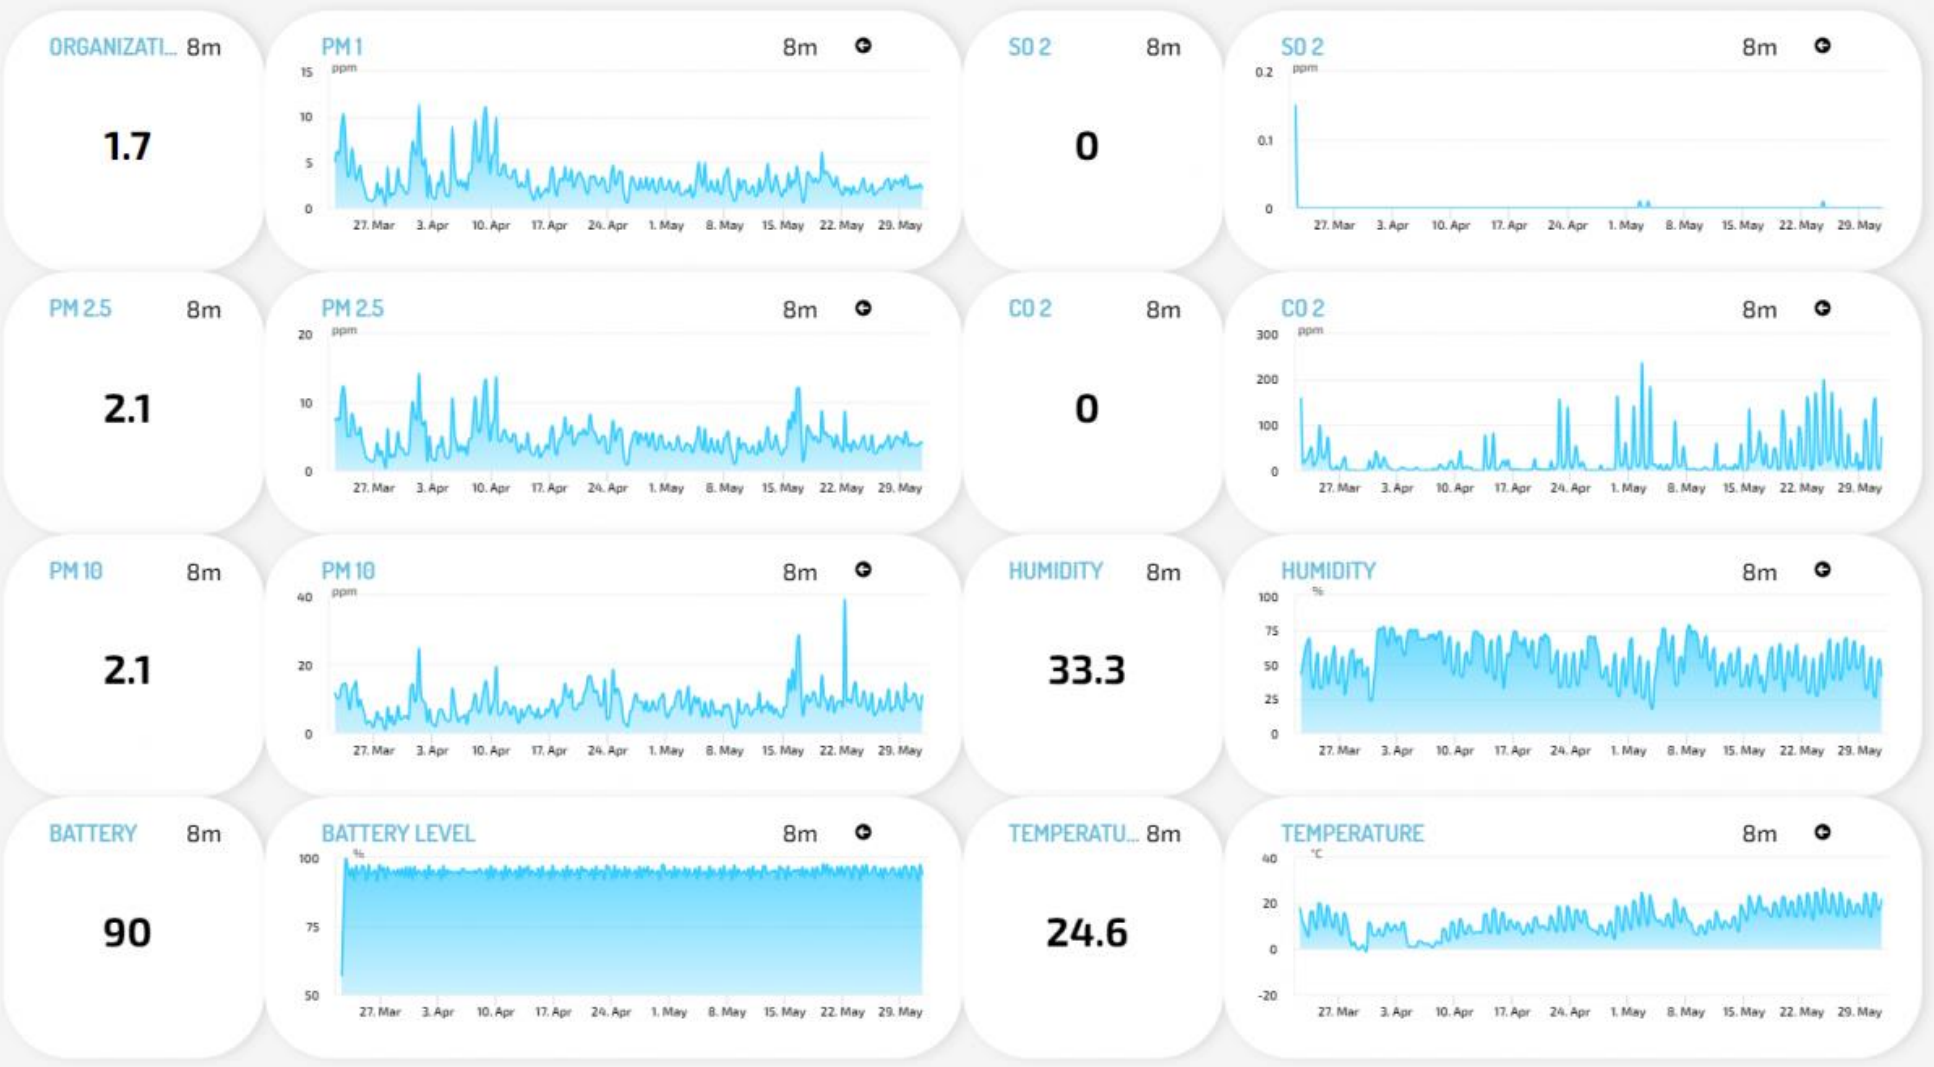 ORGANIZATI... 8m
1.7
PM 1 8m
ppm
15
10
5
0
27. Mar 3. Apr 10. Apr 17. Apr 24. Apr 1. May 8. May 15. May 22. May 29. May
SO 2 8m
0
SO 2 8m
ppm
0.2
0.1
0
27. Mar 3. Apr 10. Apr 17. Apr 24. Apr 1. May 8. May 15. May 22. May 29. May
PM 2.5 8m
2.1
PM 2.5 8m
ppm
20
10
0
27. Mar 3. Apr 10. Apr 17. Apr 24. Apr 1. May 8. May 15. May 22. May 29. May
CO 2 8m
0
CO 2 8m
ppm
300
200
100
0
27. Mar 3. Apr 10. Apr 17. Apr 24. Apr 1. May 8. May 15. May 22. May 29. May
PM 10 8m
2.1
PM 10 8m
ppm
40
20
0
27. Mar 3. Apr 10. Apr 17. Apr 24. Apr 1. May 8. May 15. May 22. May 29. May
HUMIDITY 8m
33.3
HUMIDITY 8m
%
100
75
50
25
0
27. Mar 3. Apr 10. Apr 17. Apr 24. Apr 1. May 8. May 15. May 22. May 29. May
BATTERY 8m
90
BATTERY LEVEL 8m
%
100
75
50
27. Mar 3. Apr 10. Apr 17. Apr 24. Apr 1. May 8. May 15. May 22. May 29. May
TEMPERATU... 8m
24.6
TEMPERATURE 8m
°C
40
20
0
-20
27. Mar 3. Apr 10. Apr 17. Apr 24. Apr 1. May 8. May 15. May 22. May 29. May